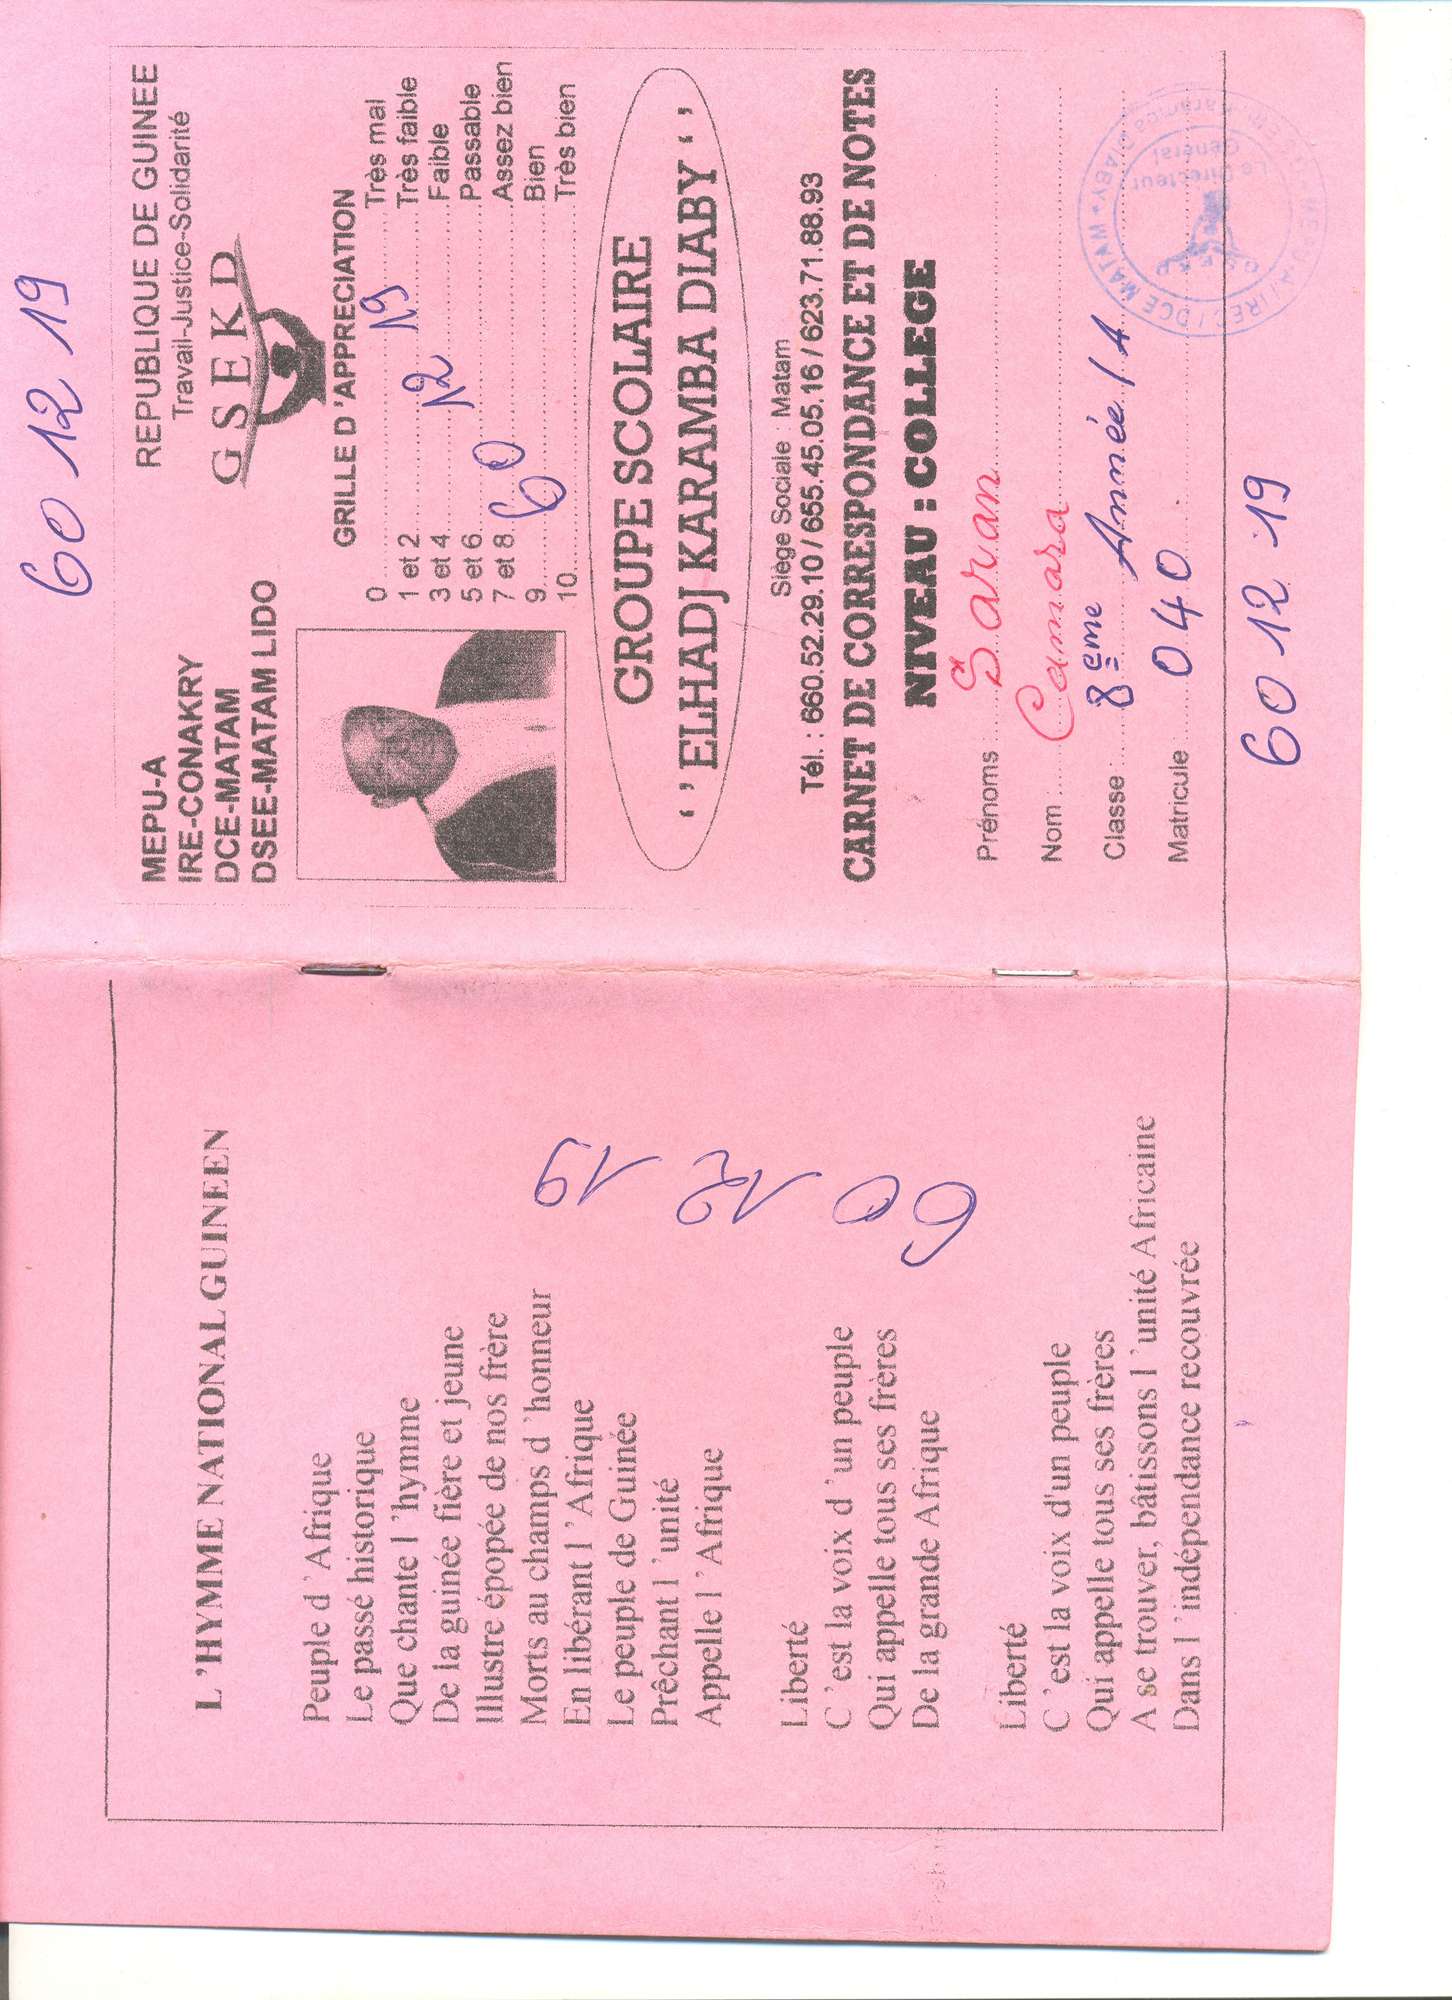 60 12 19
MEPU-A
IRE-CONAKRY
DCE-MATAM
DSEE-MATAM LIDO
REPUBLIQUE DE GUINEE
Travail-Justice-Solidarité
GSEKD
GRILLE D 'APPRECIATION
0 Très mal
1 et 2 Très faible
3 et 4 Faible
5 et 6 Passable
7 et 8 Assez bien
9 Bien
10 Très bien
60 12 19
GROUPE SCOLAIRE
‘ ’ELHADJ KARAMBA DIABY ‘ ’
Siège Sociale : Matam
Tél. : 660.52.29.10 / 655.45.05.16 / 623.71.88.93
CARNET DE CORRESPONDANCE ET DE NOTES
NIVEAU : COLLEGE
Prénoms Saran
Nom : Camara
Classe : 8ème Année / A
Matricule : 040
Le Directeur
Général
60 12 19
L 'HYMME NATIONAL GUINEEN
Peuple d ' Afrique
Le passé historique
Que chante l 'hymne
De la guinée fière et jeune
Illustre épopée de nos frère
Morts au champs d 'honneur
En libérant l 'Afrique
Le peuple de Guinée
Prêchant l 'unité
Appelle l 'Afrique
Liberté
C 'est la voix d ' un peuple
Qui appelle tous ses frères
De la grande Afrique
Liberté
C 'est la voix d'un peuple
Qui appelle tous ses frères
A se trouver, bâtissons l 'unité Africaine
Dans l 'indépendance recouvrée
60 12 19